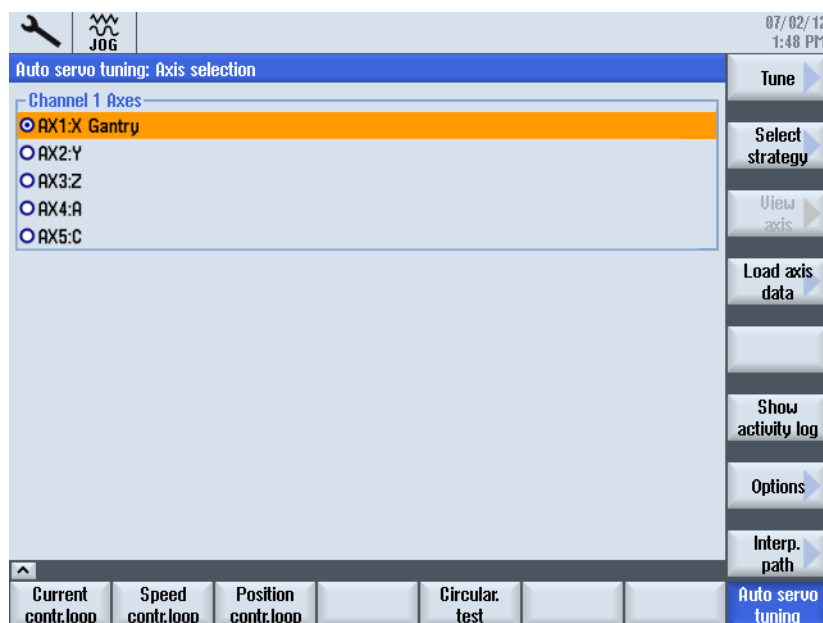 JOG
07/02/12
1:48 PM
Auto servo tuning: Axis selection
Channel 1 Axes
AX1:X Gantry
AX2:Y
AX3:Z
AX4:A
AX5:C
Tune
Select
strategy
View
axis
Load axis
data
Show
activity log
Options
Interp.
path
Current
contr.loop
Speed
contr.loop
Position
contr.loop
Circular.
test
Auto servo
tuning